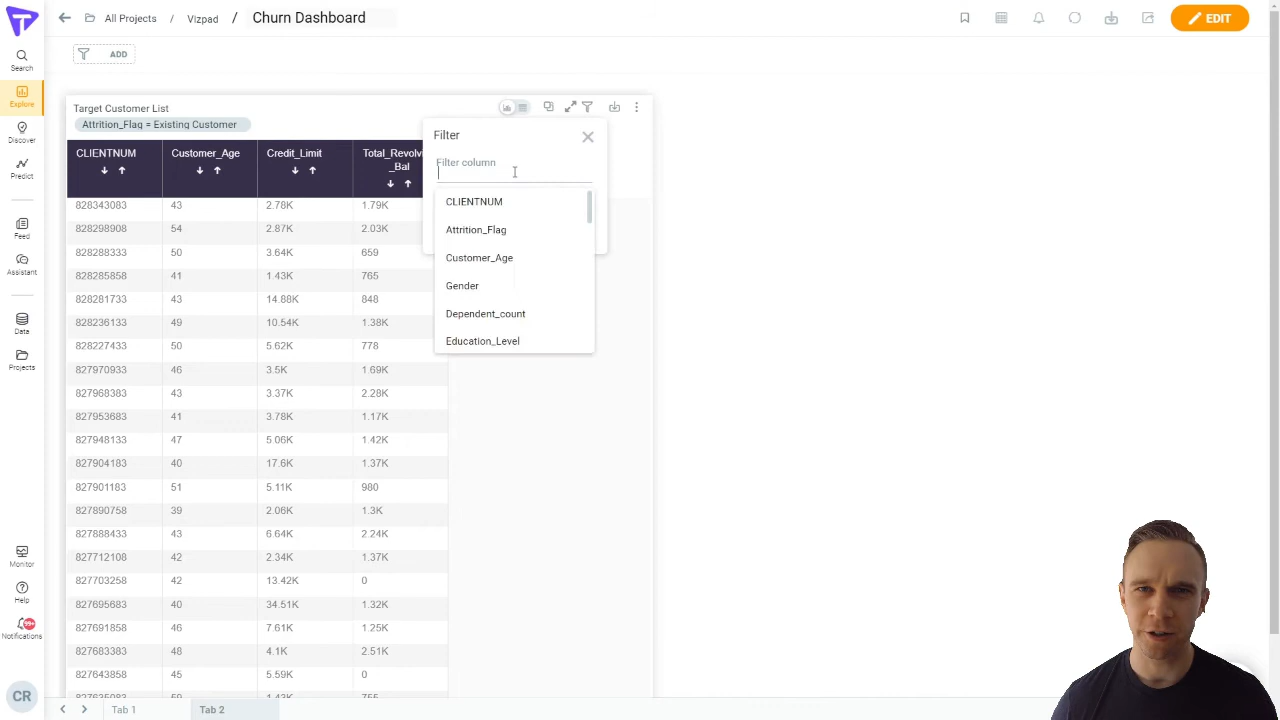 All Projects / Vizpad / Churn Dashboard
EDIT
ADD
Search
Explore
Discover
Predict
Feed
Assistant
Data
Projects
Monitor
Help
99+
Notifications
CR
Target Customer List
Attrition_Flag = Existing Customer
CLIENTNUM Customer_Age Credit_Limit Total_Revolvi
_Bal
828343083 43 2.78K 1.79K
828298908 54 2.87K 2.03K
828288333 50 3.64K 659
828285858 41 1.43K 765
828281733 43 14.88K 848
828236133 49 10.54K 1.38K
828227433 50 5.62K 778
827970933 46 3.5K 1.69K
827968383 43 3.37K 2.28K
827953683 41 3.78K 1.17K
827948133 47 5.06K 1.42K
827904183 40 17.6K 1.37K
827901183 51 5.11K 980
827890758 39 2.06K 1.3K
827888433 43 6.64K 2.24K
827712108 42 2.34K 1.37K
827703258 42 13.42K 0
827695683 40 34.51K 1.32K
827691858 46 7.61K 1.25K
827683383 48 4.1K 2.51K
827643858 45 5.59K 0
Filter
Filter column
CLIENTNUM
Attrition_Flag
Customer_Age
Gender
Dependent_count
Education_Level
Tab 1
Tab 2